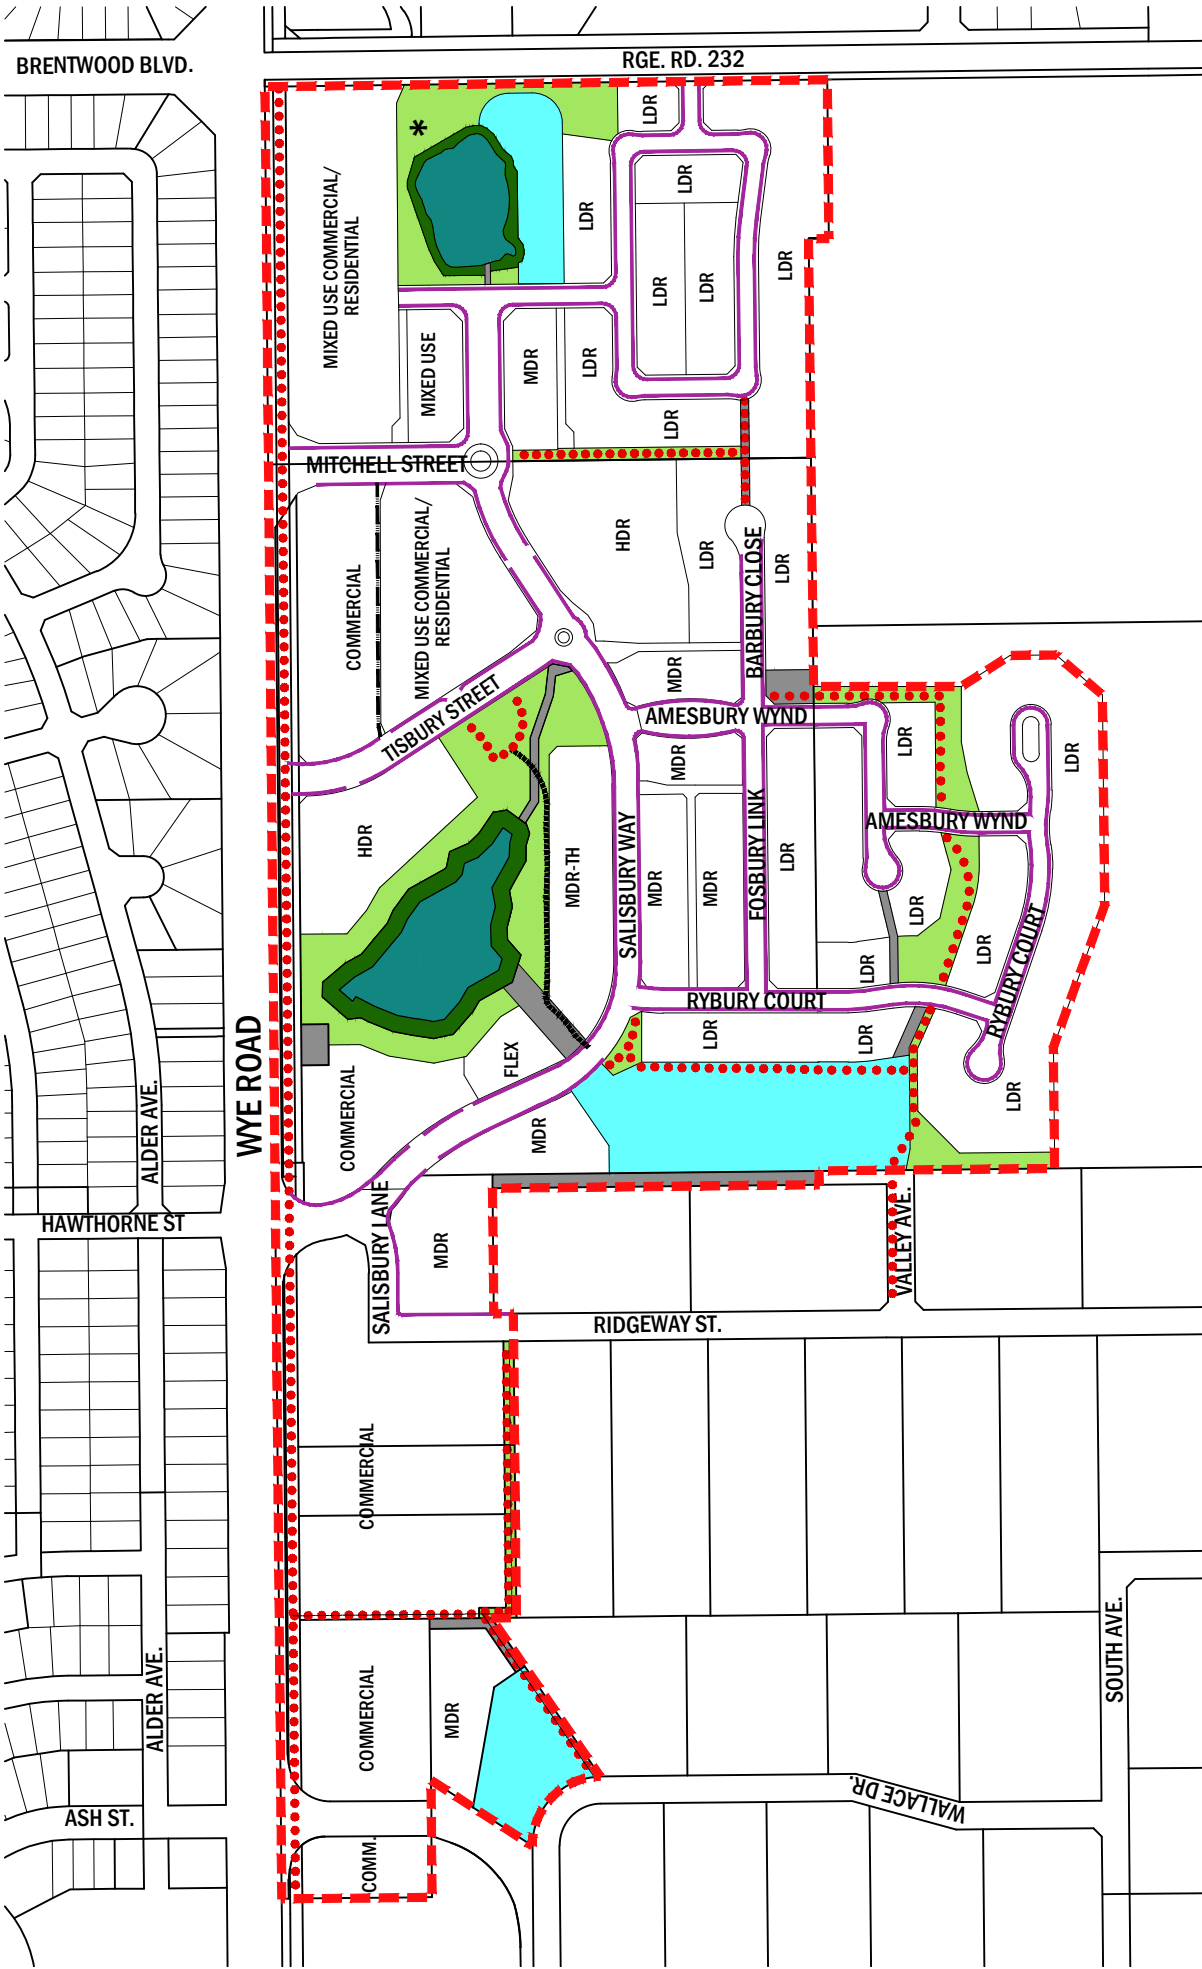 BRENTWOOD BLVD.
RGE. RD. 232
LDR
*
LDR
MIXED USE COMMERCIAL/
RESIDENTIAL
LDR
LDR
LDR
LDR
MIXED USE
MDR
LDR
LDR
MITCHELL STREET
HDR
LDR
BARBURY CLOSE
LDR
COMMERCIAL
MIXED USE COMMERCIAL/
RESIDENTIAL
MDR
TISBURY STREET
AMESBURY WYND
LDR
LDR
MDR
HDR
MDR-TH
SALISBURY WAY
MDR
MDR
FOSBURY LINK
LDR
AMESBURY WYND
LDR
LDR
LDR
RYBURY COURT
RYBURY COURT
LDR
LDR
LDR
WYE ROAD
FLEX
COMMERCIAL
MDR
ALDER AVE.
HAWTHORNE ST
SALISBURY LANE
MDR
VALLEY AVE.
RIDGEWAY ST.
COMMERCIAL
ALDER AVE.
COMMERCIAL
MDR
SOUTH AVE.
WALLACE DR.
ASH ST.
COMM.